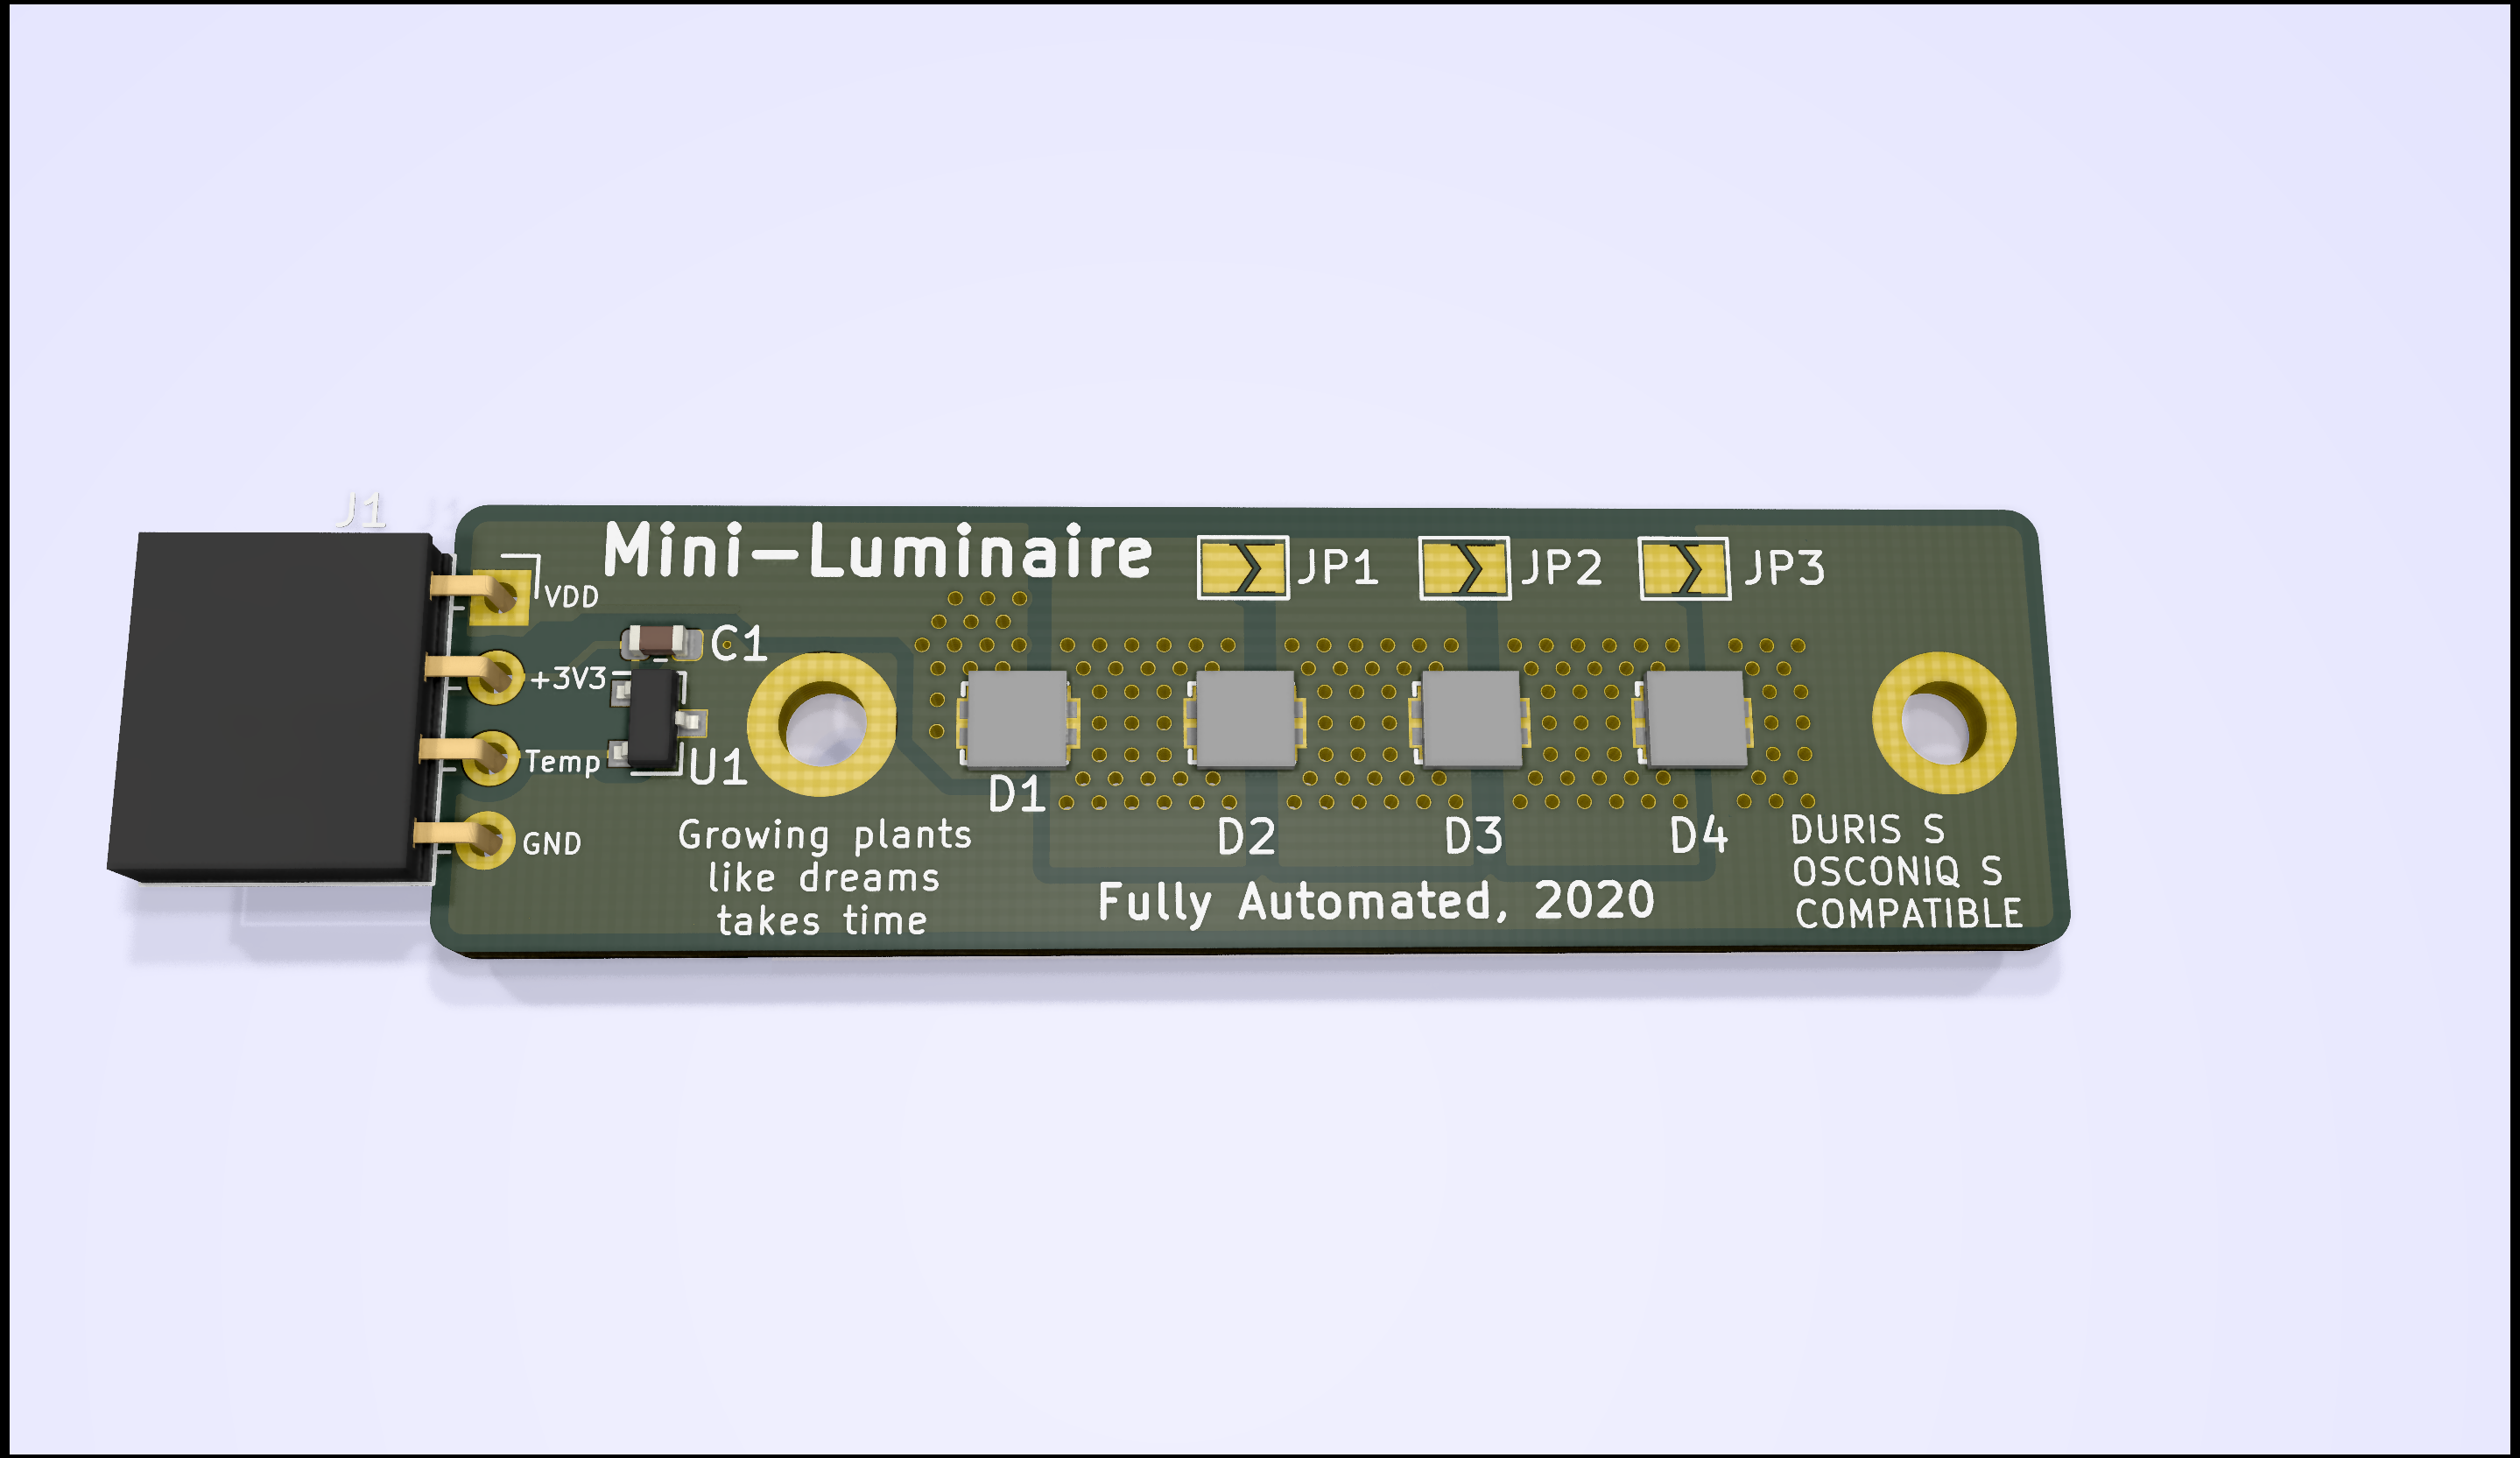 J1
Mini-Luminaire
JP1
JP2
JP3
VDD
C1
+3V3
Temp
U1
GND
D1
D2
D3
D4
Growing plants
like dreams
takes time
Fully Automated, 2020
DURIS S
OSCONIQ S
COMPATIBLE